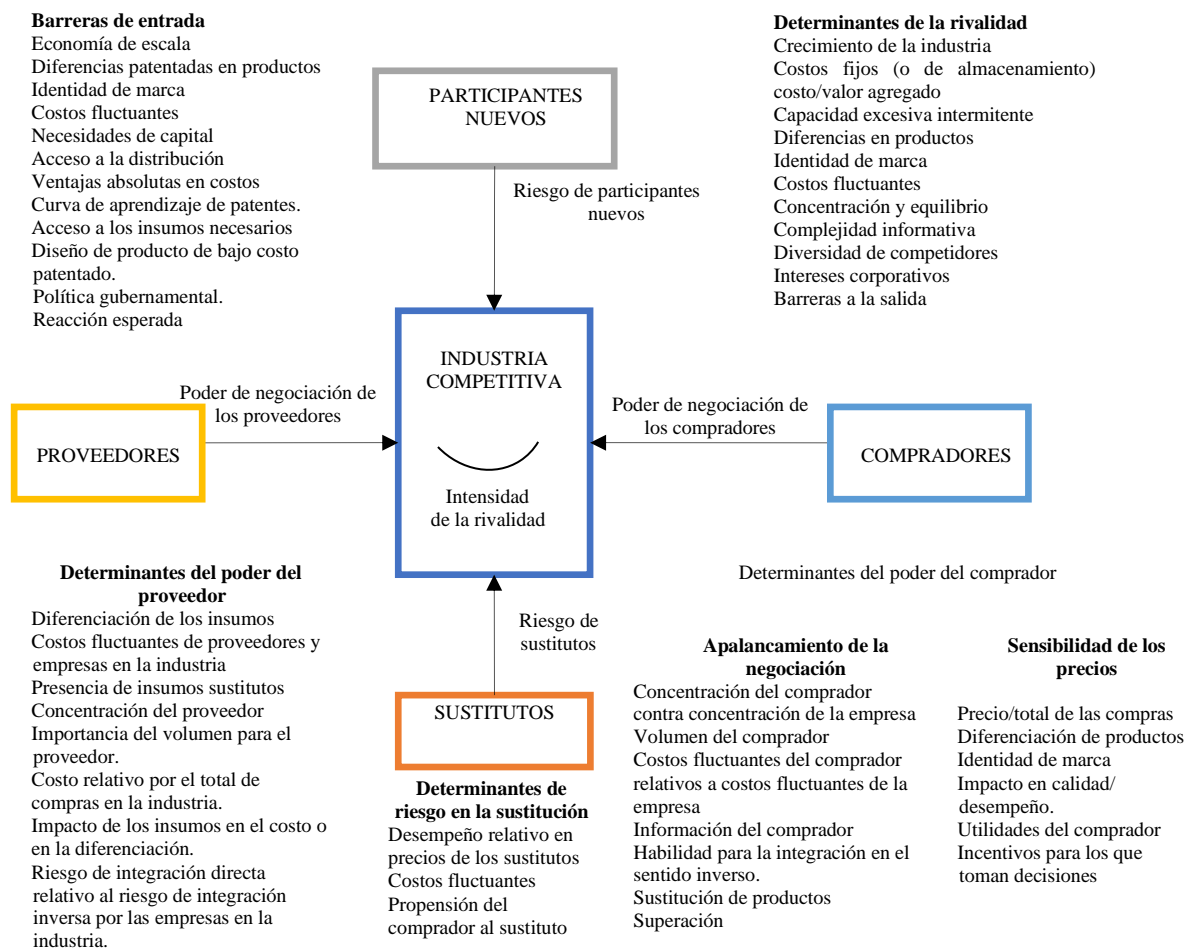 Barreras de entrada
Economía de escala
Diferencias patentadas en productos
Identidad de marca
Costos fluctuantes
Necesidades de capital
Acceso a la distribución
Ventajas absolutas en costos
Curva de aprendizaje de patentes.
Acceso a los insumos necesarios
Diseño de producto de bajo costo
patentado.
Política gubernamental.
Reacción esperada
PARTICIPANTES
NUEVOS
Riesgo de participantes
nuevos
Determinantes de la rivalidad
Crecimiento de la industria
Costos fijos (o de almacenamiento)
costo/valor agregado
Capacidad excesiva intermitente
Diferencias en productos
Identidad de marca
Costos fluctuantes
Concentración y equilibrio
Complejidad informativa
Diversidad de competidores
Intereses corporativos
Barreras a la salida
PROVEEDORES
Poder de negociación de
los proveedores
INDUSTRIA
COMPETITIVA
Intensidad
de la rivalidad
Poder de negociación de
los compradores
COMPRADORES
Determinantes del poder del
proveedor
Diferenciación de los insumos
Costos fluctuantes de proveedores y
empresas en la industria
Presencia de insumos sustitutos
Concentración del proveedor
Importancia del volumen para el
proveedor.
Costo relativo por el total de
compras en la industria.
Impacto de los insumos en el costo o
en la diferenciación.
Riesgo de integración directa
relativo al riesgo de integración
inversa por las empresas en la
industria.
Riesgo de
sustitutos
SUSTITUTOS
Determinantes de
riesgo en la sustitución
Desempeño relativo en
precios de los sustitutos
Costos fluctuantes
Propensión del
comprador al sustituto
Determinantes del poder del comprador
Apalancamiento de la
negociación
Concentración del comprador
contra concentración de la empresa
Volumen del comprador
Costos fluctuantes del comprador
relativos a costos fluctuantes de la
empresa
Información del comprador
Habilidad para la integración en el
sentido inverso.
Sustitución de productos
Superación
Sensibilidad de los
precios
Precio/total de las compras
Diferenciación de productos
Identidad de marca
Impacto en calidad/
desempeño.
Utilidades del comprador
Incentivos para los que
toman decisiones